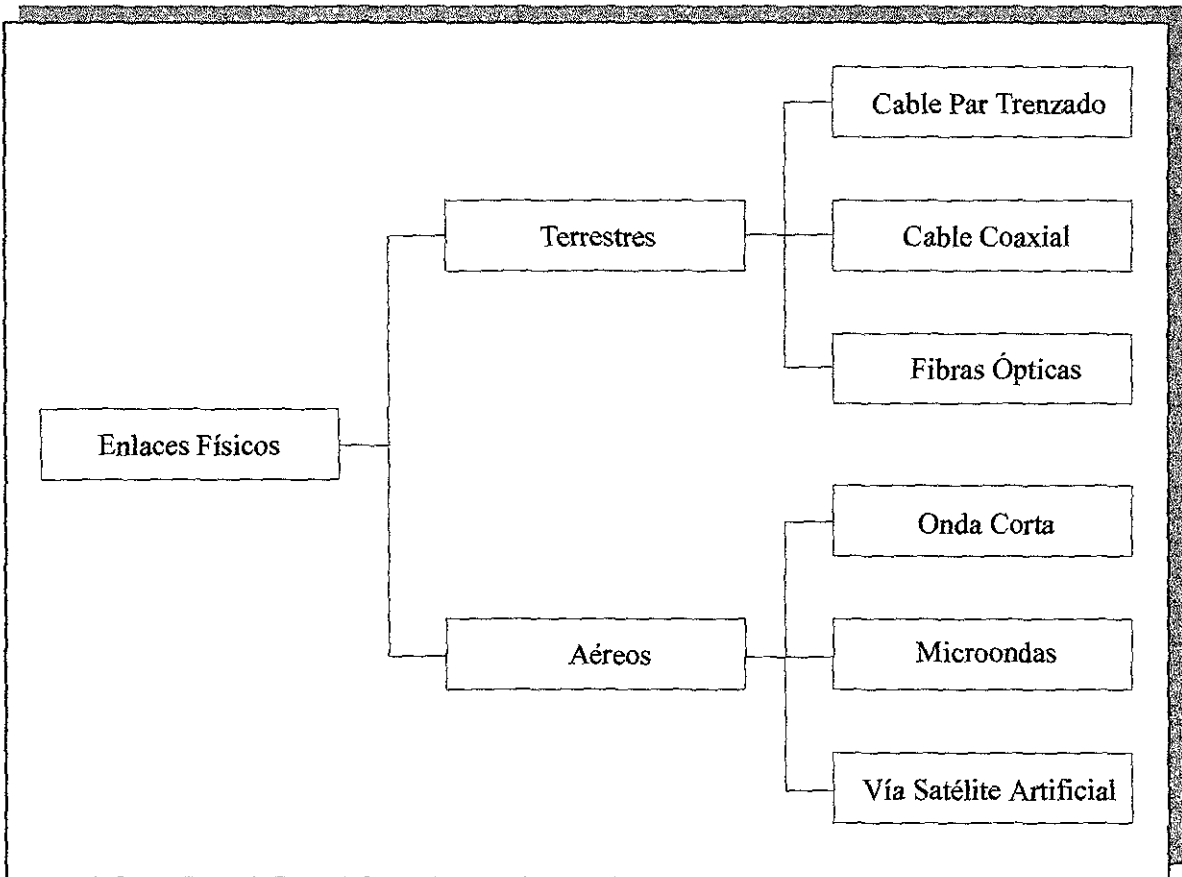 Cable Par Trenzado
Terrestres
Cable Coaxial
Fibras Ópticas
Enlaces Físicos
Onda Corta
Aéreos
Microondas
Vía Satélite Artificial